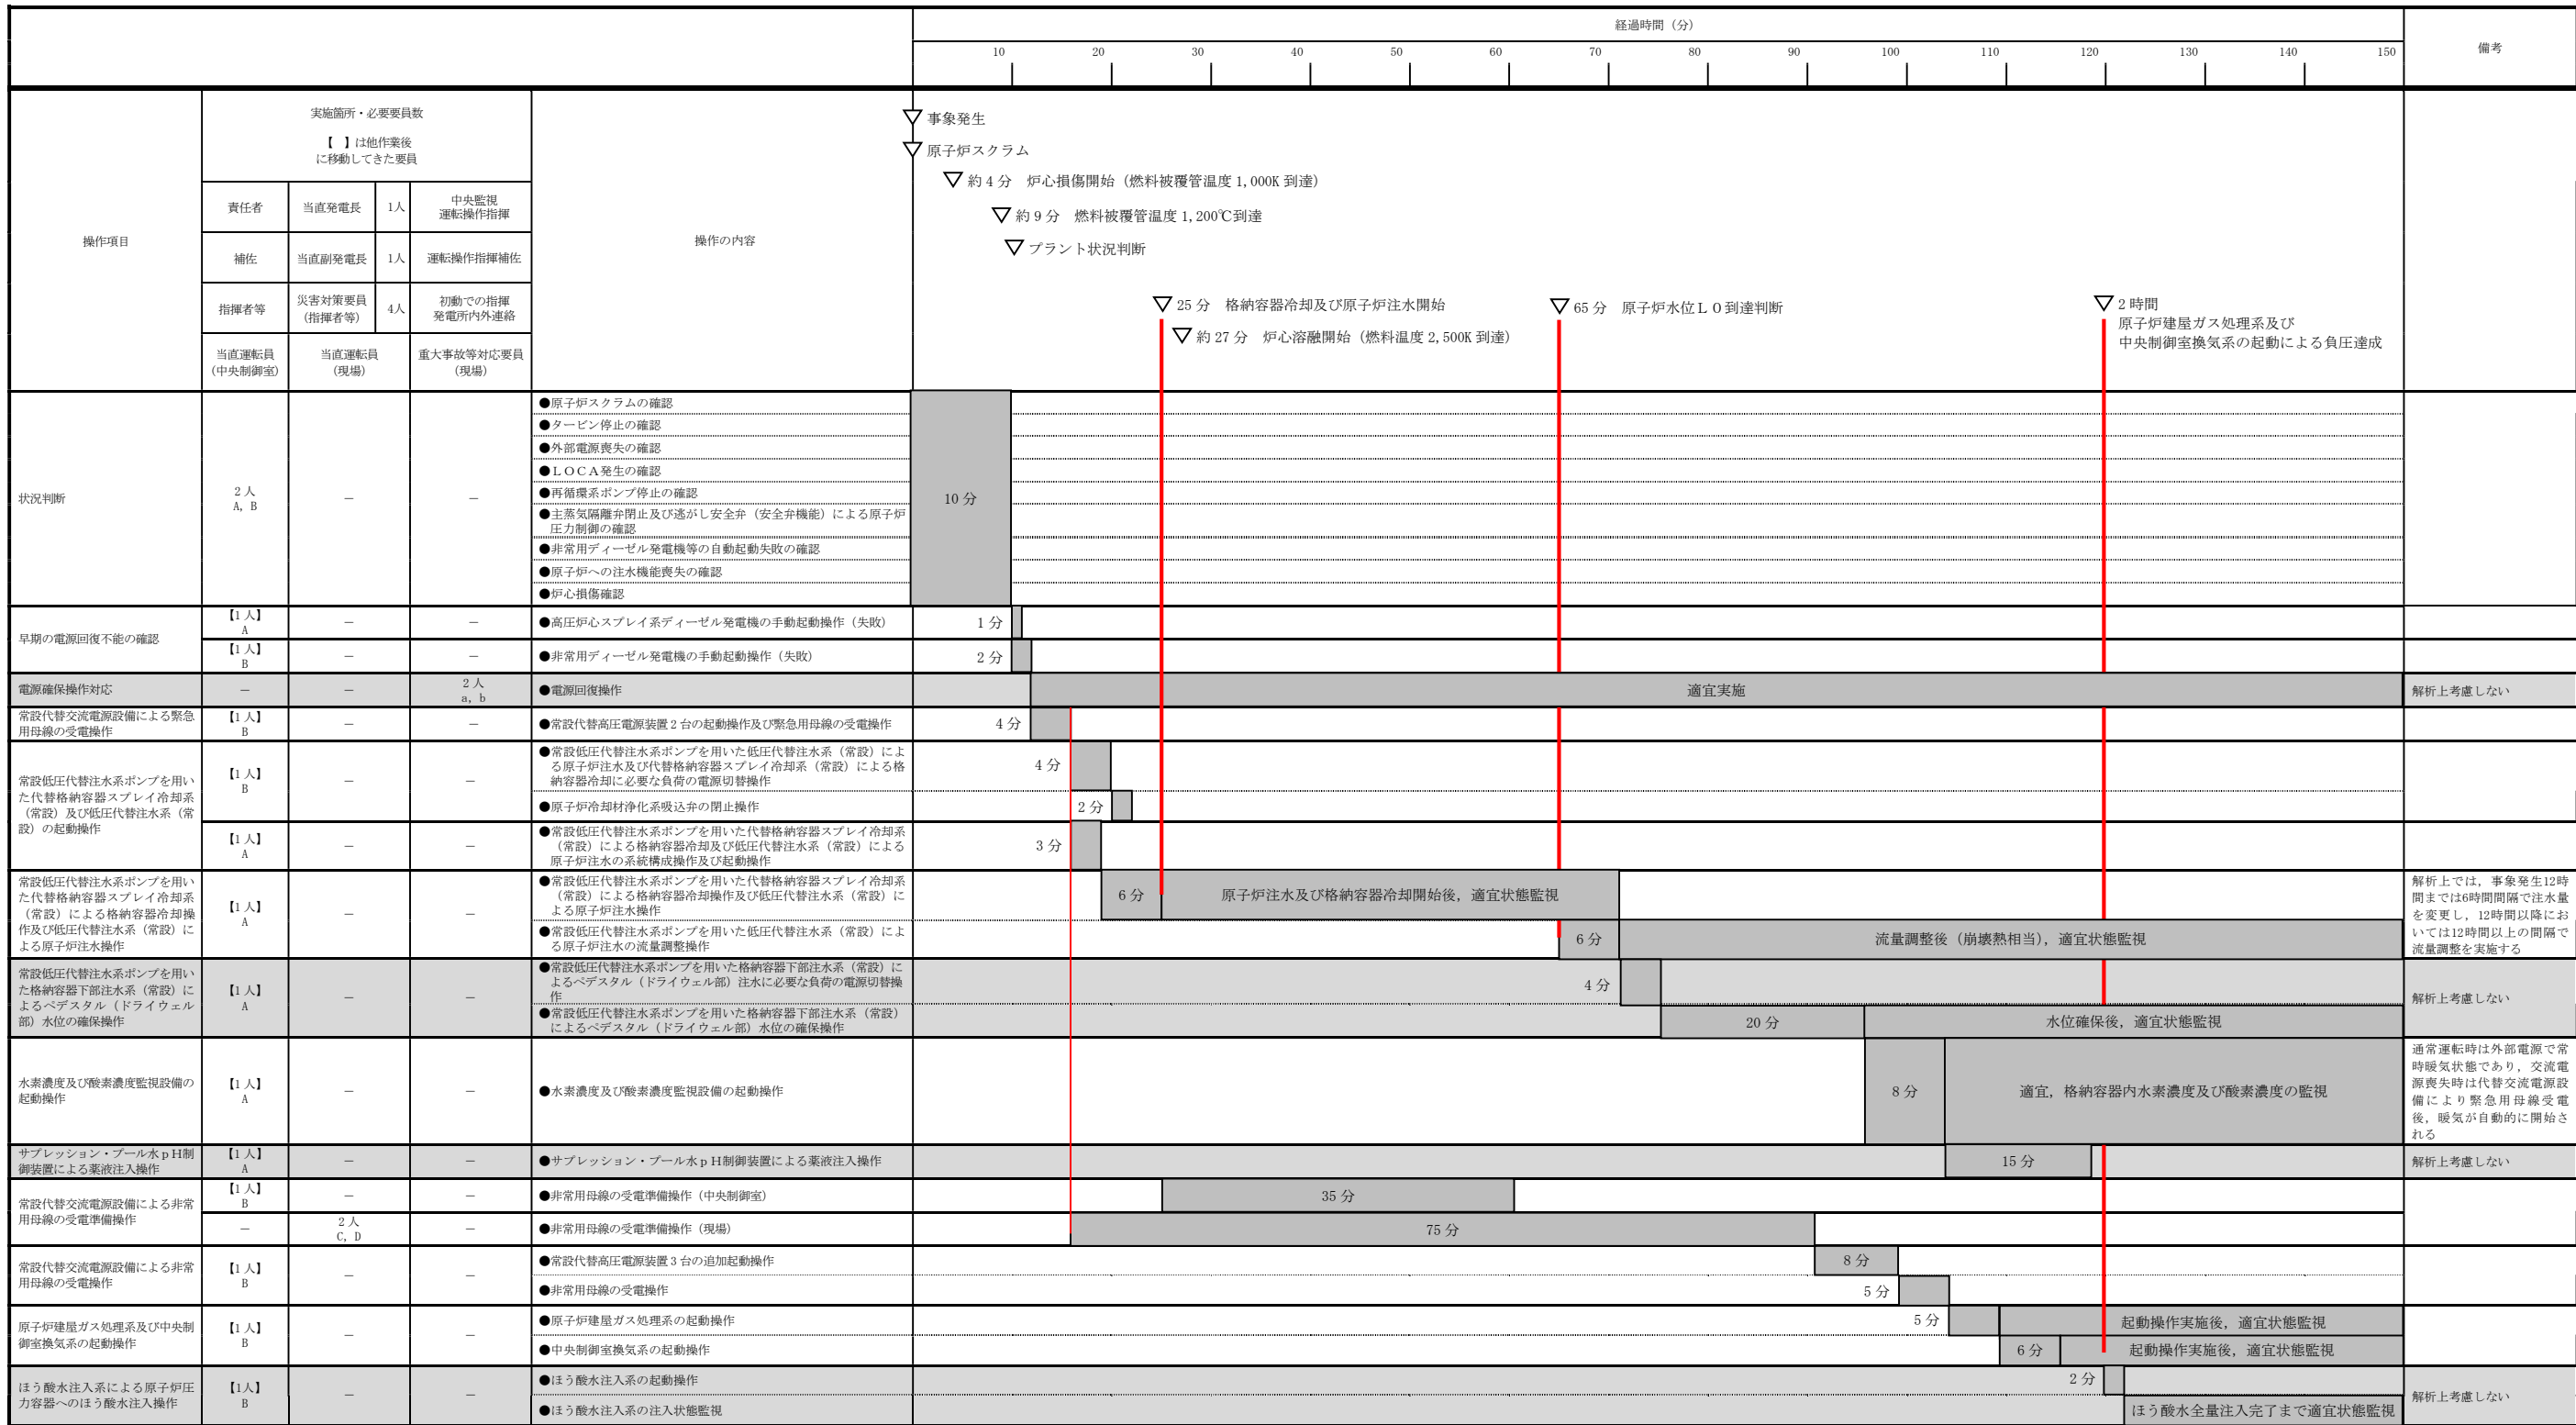 経過時間（分）
備考
10 20 30 40 50 60 70 80 90 100 110 120 130 140 150
操作項目
実施箇所・必要要員数
【　】は他作業後
に移動してきた要員
責任者
当直発電長
1人
中央監視
運転操作指揮
補佐
当直副発電長
1人
運転操作指揮補佐
指揮者等
災害対策要員
（指揮者等）
4人
初動での指揮
発電所内外連絡
当直運転員
（中央制御室）
当直運転員
（現場）
重大事故等対応要員
（現場）
操作の内容
事象発生
原子炉スクラム
約4分　炉心損傷開始（燃料被覆管温度1,000K到達）
約9分　燃料被覆管温度1,200℃到達
プラント状況判断
25分　格納容器冷却及び原子炉注水開始
約27分　炉心溶融開始（燃料温度2,500K到達）
65分　原子炉水位Ｌ０到達判断
2時間
原子炉建屋ガス処理系及び
中央制御室換気系の起動による負圧達成
状況判断
2人
A, B
－
－
●原子炉スクラムの確認
●タービン停止の確認
●外部電源喪失の確認
●ＬＯＣＡ発生の確認
●再循環系ポンプ停止の確認
●主蒸気隔離弁閉止及び逃がし安全弁（安全弁機能）による原子炉
圧力制御の確認
●非常用ディーゼル発電機等の自動起動失敗の確認
●原子炉への注水機能喪失の確認
●炉心損傷確認
10分
早期の電源回復不能の確認
【1人】
A
－
－
●高圧炉心スプレイ系ディーゼル発電機の手動起動操作（失敗）
1分
【1人】
B
－
－
●非常用ディーゼル発電機の手動起動操作（失敗）
2分
電源確保操作対応
－
－
2人
a, b
●電源回復操作
適宜実施
解析上考慮しない
常設代替交流電源設備による緊急
用母線の受電操作
【1人】
B
－
－
●常設代替高圧電源装置2台の起動操作及び緊急用母線の受電操作
4分
常設低圧代替注水系ポンプを用い
た代替格納容器スプレイ冷却系
（常設）及び低圧代替注水系（常
設）の起動操作
【1人】
B
－
－
●常設低圧代替注水系ポンプを用いた低圧代替注水系（常設）によ
る原子炉注水及び代替格納容器スプレイ冷却系（常設）による格
納容器冷却に必要な負荷の電源切替操作
4分
●原子炉冷却材浄化系吸込弁の閉止操作
2分
【1人】
A
－
－
●常設低圧代替注水系ポンプを用いた代替格納容器スプレイ冷却系
（常設）による格納容器冷却及び低圧代替注水系（常設）による
原子炉注水の系統構成操作及び起動操作
3分
常設低圧代替注水系ポンプを用い
た代替格納容器スプレイ冷却系
（常設）による格納容器冷却操
作及び低圧代替注水系（常設）に
よる原子炉注水操作
【1人】
A
－
－
●常設低圧代替注水系ポンプを用いた代替格納容器スプレイ冷却系
（常設）による格納容器冷却操作及び低圧代替注水系（常設）に
よる原子炉注水操作
6分
原子炉注水及び格納容器冷却開始後，適宜状態監視
●常設低圧代替注水系ポンプを用いた低圧代替注水系（常設）によ
る原子炉注水の流量調整操作
6分
流量調整後（崩壊熱相当），適宜状態監視
解析上では，事象発生12時
間までは6時間間隔で注水量
を変更し，12時間以降にお
いては12時間以上の間隔で
流量調整を実施する
常設低圧代替注水系ポンプを用い
た格納容器下部注水系（常設）に
よるペデスタル（ドライウェル
部）水位の確保操作
【1人】
A
－
－
●常設低圧代替注水系ポンプを用いた格納容器下部注水系（常設）に
よるペデスタル（ドライウェル部）注水に必要な負荷の電源切替操
作
4分
●常設低圧代替注水系ポンプを用いた格納容器下部注水系（常設）
によるペデスタル（ドライウェル部）水位の確保操作
20分
水位確保後，適宜状態監視
解析上考慮しない
水素濃度及び酸素濃度監視設備の
起動操作
【1人】
A
－
－
●水素濃度及び酸素濃度監視設備の起動操作
8分
適宜，格納容器内水素濃度及び酸素濃度の監視
通常運転時は外部電源で常
時暖気状態であり，交流電
源喪失時は代替交流電源設
備により緊急用母線受電
後，暖気が自動的に開始さ
れる
サプレッション・プール水ｐＨ制
御装置による薬液注入操作
【1人】
A
－
－
●サプレッション・プール水ｐＨ制御装置による薬液注入操作
15分
解析上考慮しない
常設代替交流電源設備による非常
用母線の受電準備操作
【1人】
B
－
－
●非常用母線の受電準備操作（中央制御室）
35分
－
2人
C, D
－
●非常用母線の受電準備操作（現場）
75分
常設代替交流電源設備による非常
用母線の受電操作
【1人】
B
－
－
●常設代替高圧電源装置3台の追加起動操作
8分
●非常用母線の受電操作
5分
原子炉建屋ガス処理系及び中央制
御室換気系の起動操作
【1人】
B
－
－
●原子炉建屋ガス処理系の起動操作
5分
起動操作実施後，適宜状態監視
●中央制御室換気系の起動操作
6分
起動操作実施後，適宜状態監視
ほう酸水注入系による原子炉圧
力容器へのほう酸水注入操作
【1人】
B
－
－
●ほう酸水注入系の起動操作
2分
●ほう酸水注入系の注入状態監視
ほう酸水全量注入完了まで適宜状態監視
解析上考慮しない